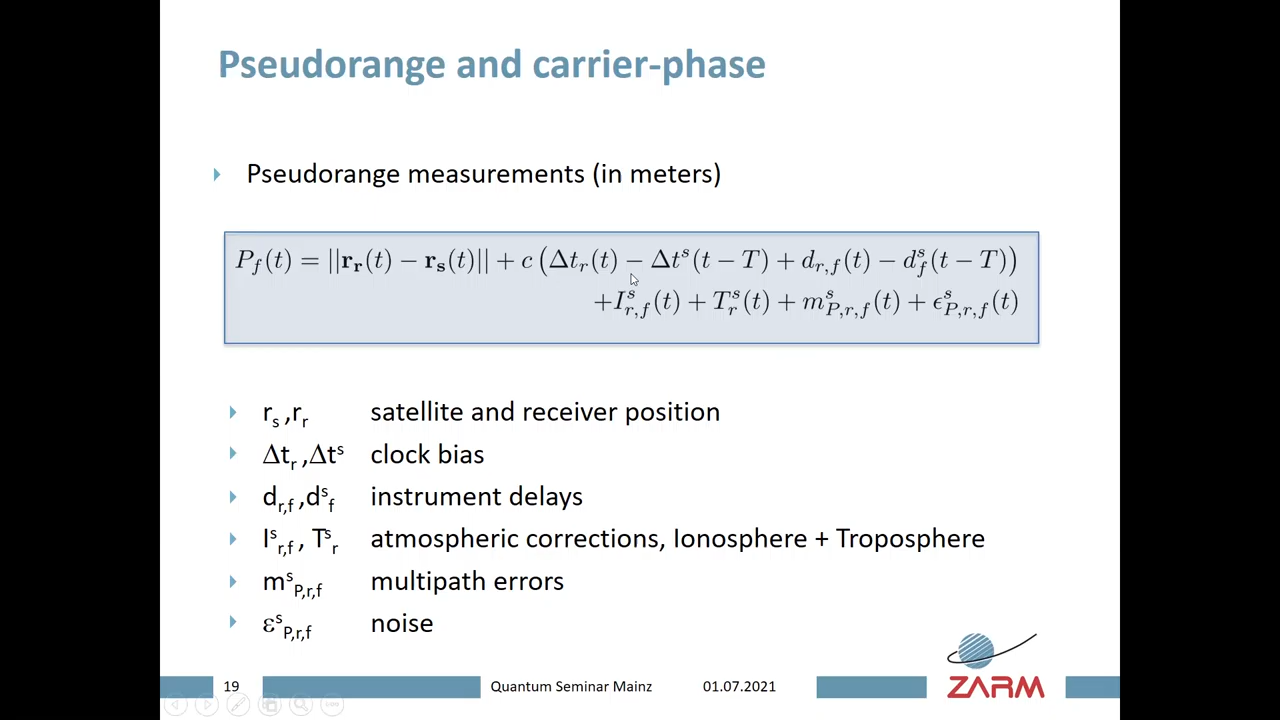 Pseudorange and carrier-phase
Pseudorange measurements (in meters)
P_f(t) = ||r_r(t) − r_s(t)|| + c (Δt_r(t) − Δt^s(t − T) + d_{r,f}(t) − d^s_f(t − T))
+I^s_{r,f}(t) + T^s_r(t) + m^s_{P,r,f}(t) + ϵ^s_{P,r,f}(t)
r_s ,r_r satellite and receiver position
Δt_r ,Δt^s clock bias
d_{r,f} ,d^s_f instrument delays
I^s_{r,f} , T^s_r atmospheric corrections, Ionosphere + Troposphere
m^s_{P,r,f} multipath errors
ε^s_{P,r,f} noise
19 Quantum Seminar Mainz 01.07.2021 ZARM